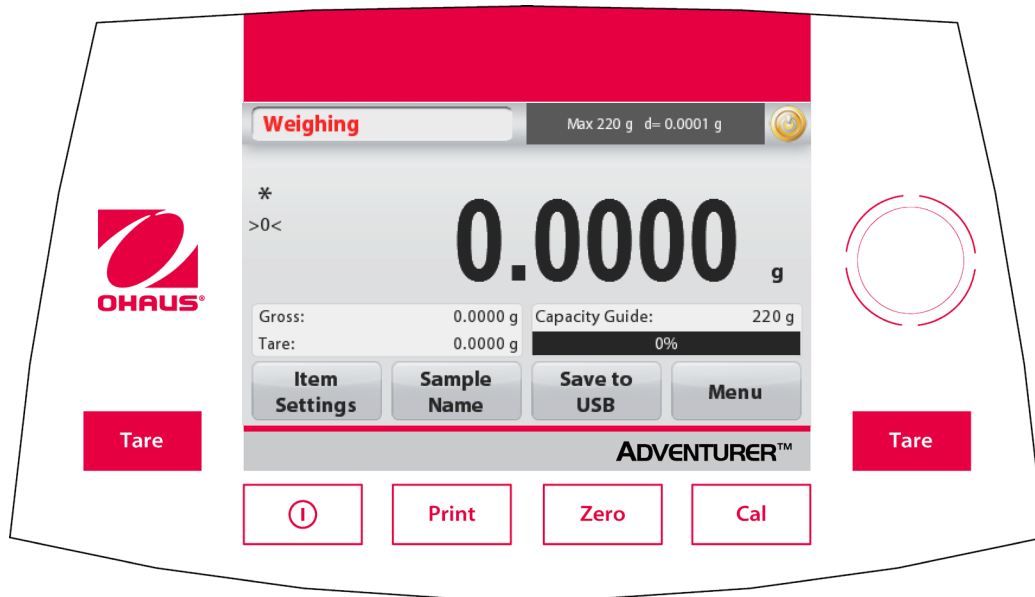 Weighing
Max 220 g d= 0.0001 g
*
>0<
0.0000 g
OHAUS®
Gross: 0.0000 g
Capacity Guide: 220 g
Tare: 0.0000 g
0%
Item
Settings
Sample
Name
Save to
USB
Menu
Tare
Tare
ADVENTURER™
Print
Zero
Cal